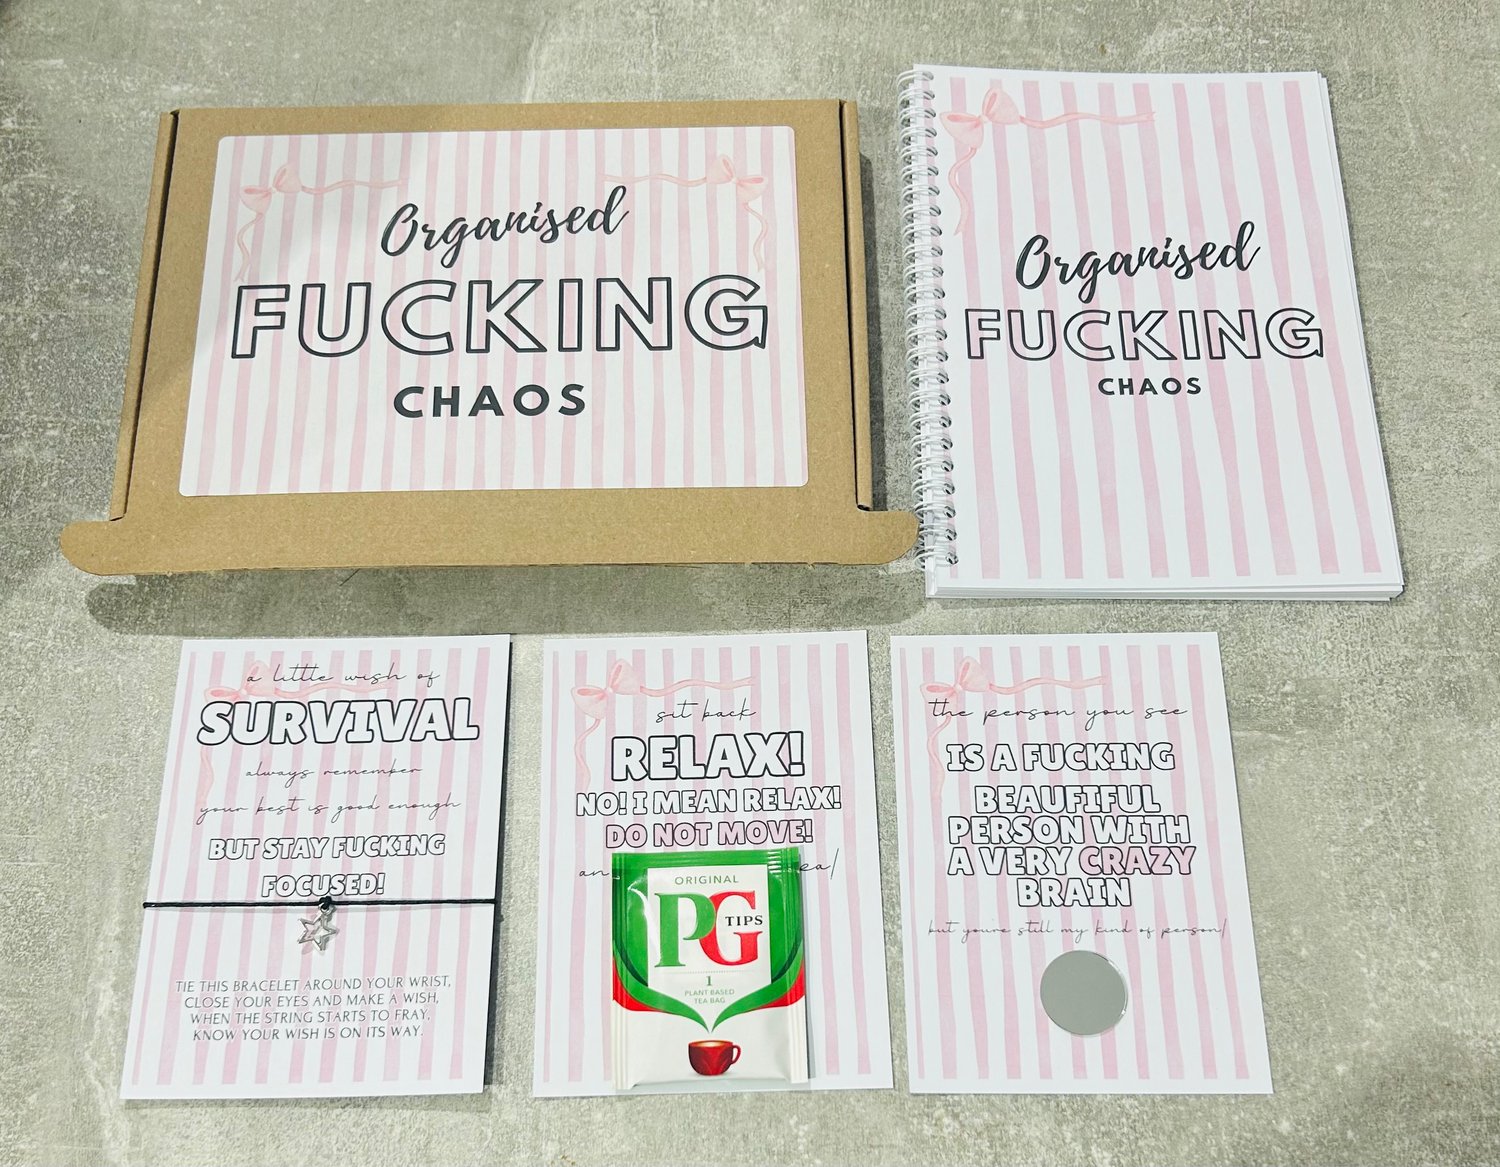 Organised
FUCKING
CHAOS
Organised
FUCKING
CHAOS
a little wish of
SURVIVAL
always remember
your best is good enough
BUT STAY FUCKING
FOCUSED!
TIE THIS BRACELET AROUND YOUR WRIST,
CLOSE YOUR EYES AND MAKE A WISH,
WHEN THE STRING STARTS TO FRAY,
KNOW YOUR WISH IS ON ITS WAY.
sit back
RELAX!
NO! I MEAN RELAX!
DO NOT MOVE!
ORIGINAL
PG TIPS
1
PLANT-BASED
TEA BAG
the person you see
IS A FUCKING
BEAUFIFUL
PERSON WITH
A VERY CRAZY
BRAIN
but you're still my kind of person!